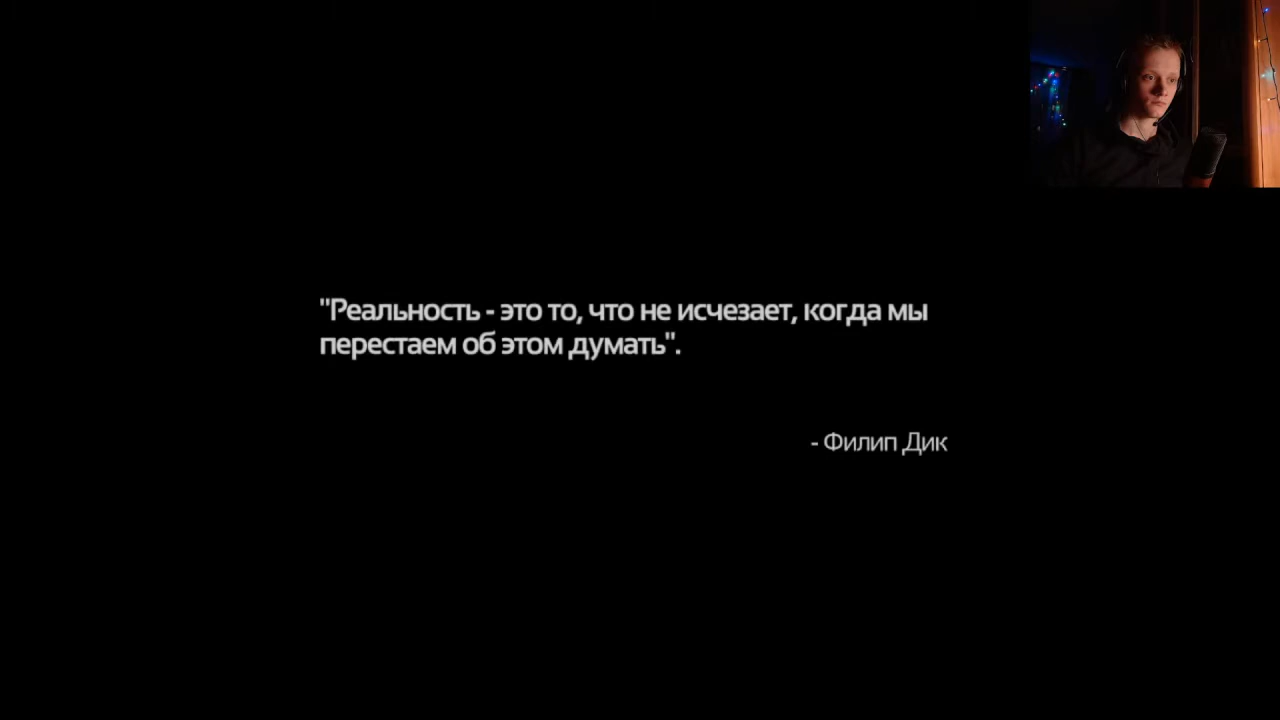 "Реальность - это то, что не исчезает, когда мы
перестаем об этом думать".
- Филип Дик